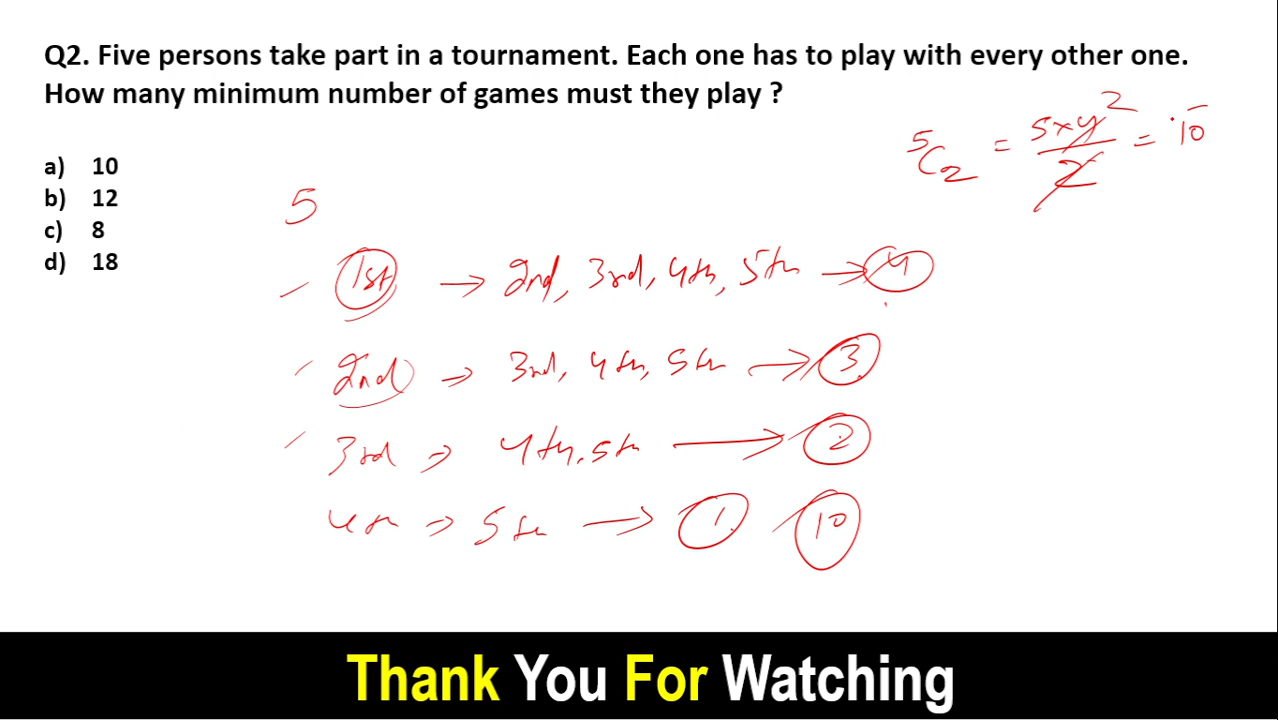 Q2. Five persons take part in a tournament. Each one has to play with every other one.
How many minimum number of games must they play ?
⁵C₂ = 5x4 2 / 2 = 10
a) 10
b) 12
c) 8
d) 18
5
1st → 2nd, 3rd, 4th, 5th → 4
2nd → 3rd, 4th, 5th → 3
3rd → 4th, 5th → 2
4th → 5th → 1 10
Thank You For Watching